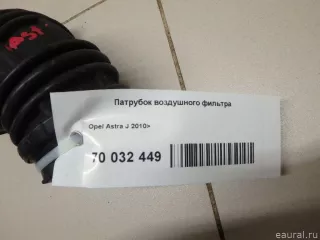 Патрубок воздушного фильтра
Opel Astra J 2010>
70 032 449
eaural.ru